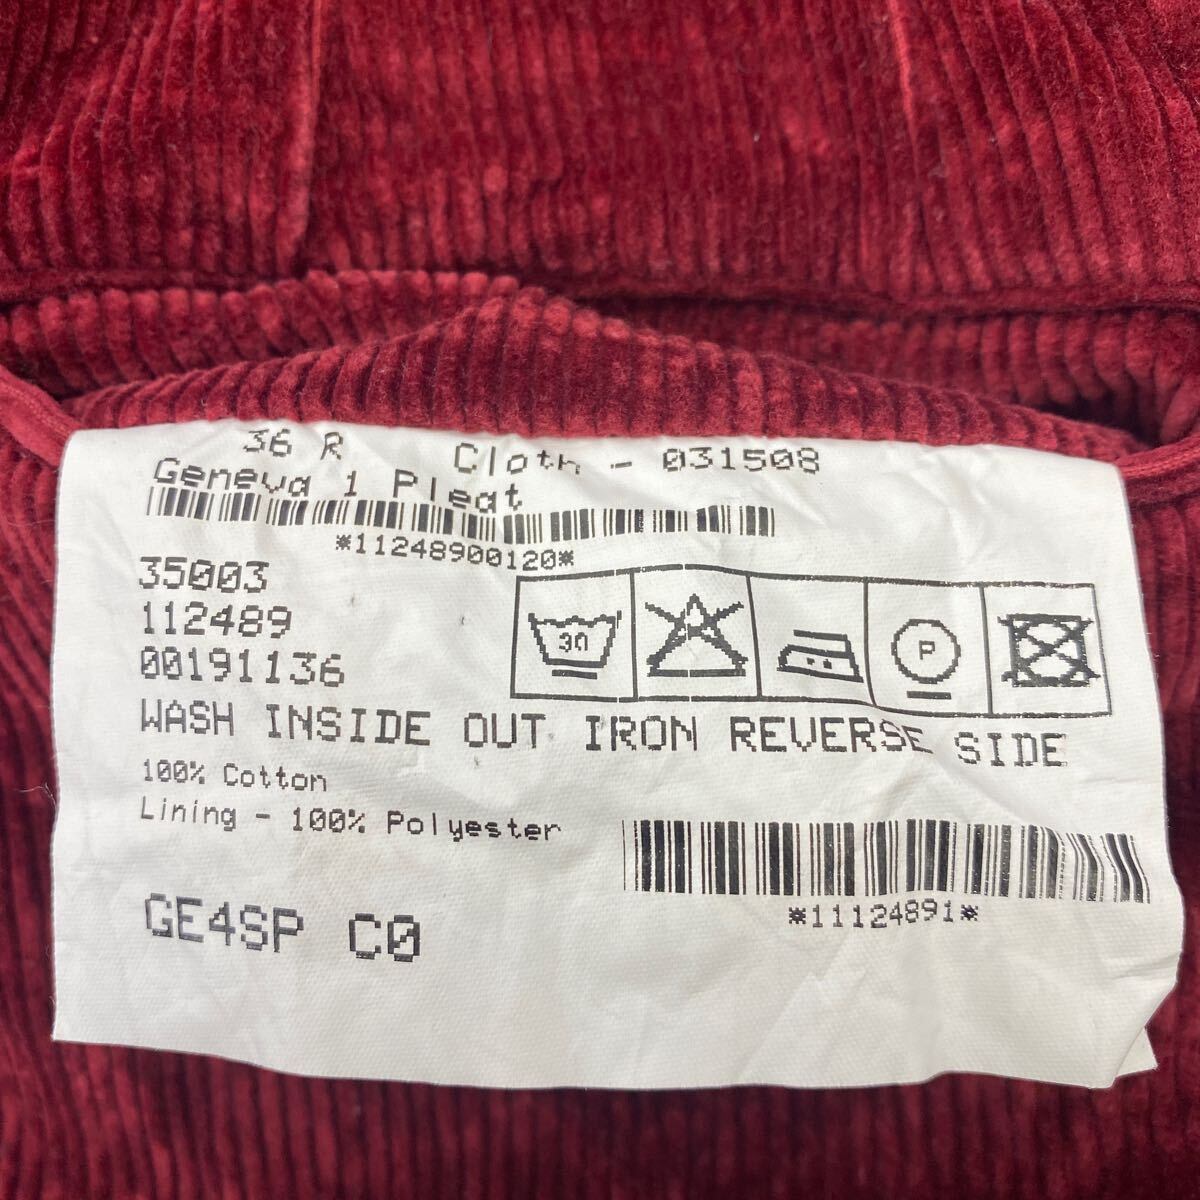 36 R Cloth - 031508
Geneva 1 Pleat
*11248900120*
35003
112489
00191136
30
P
WASH INSIDE OUT IRON REVERSE SIDE
100% Cotton
Lining - 100% Polyester
*11124891*
GE4SP C0